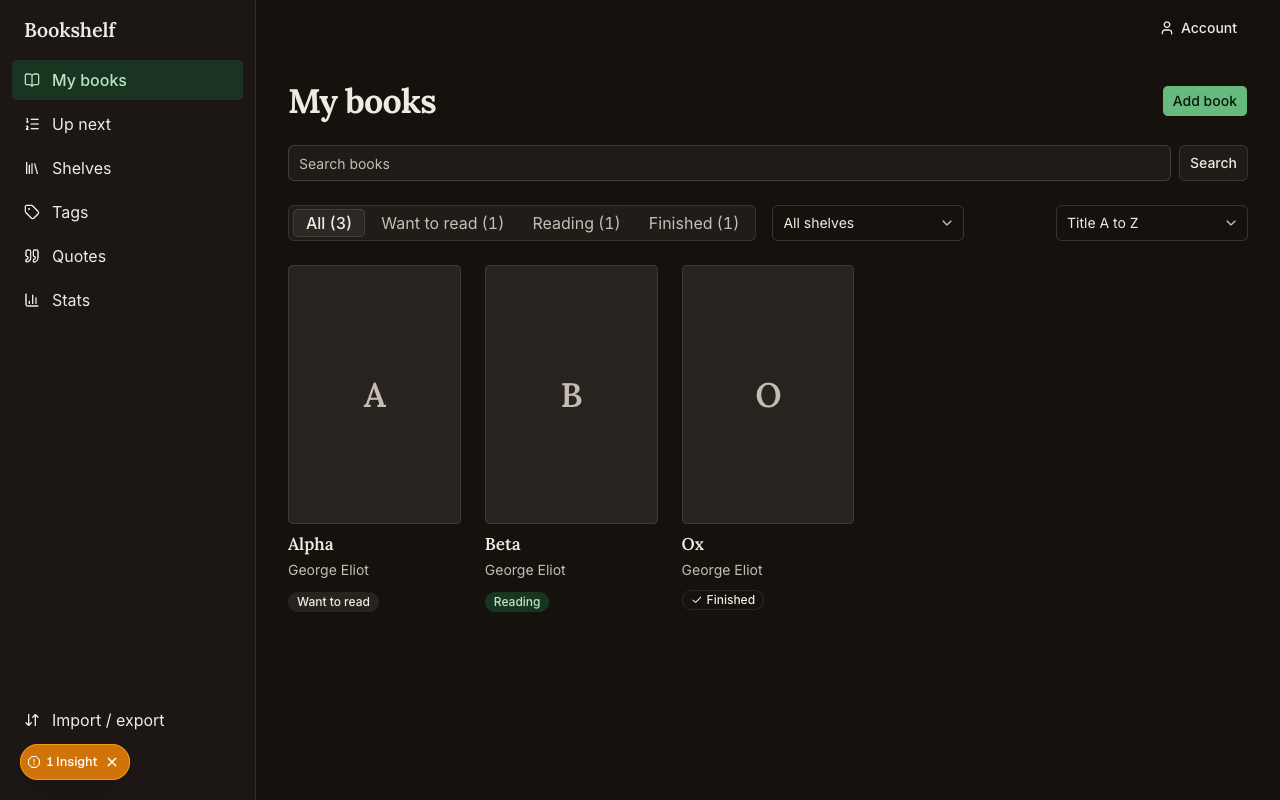 Bookshelf
My books
Up next
Shelves
Tags
Quotes
Stats
Import / export
1 Insight
Account
My books
Add book
Search books
Search
All (3)
Want to read (1)
Reading (1)
Finished (1)
All shelves
Title A to Z
A
B
O
Alpha
George Eliot
Want to read
Beta
George Eliot
Reading
Ox
George Eliot
Finished